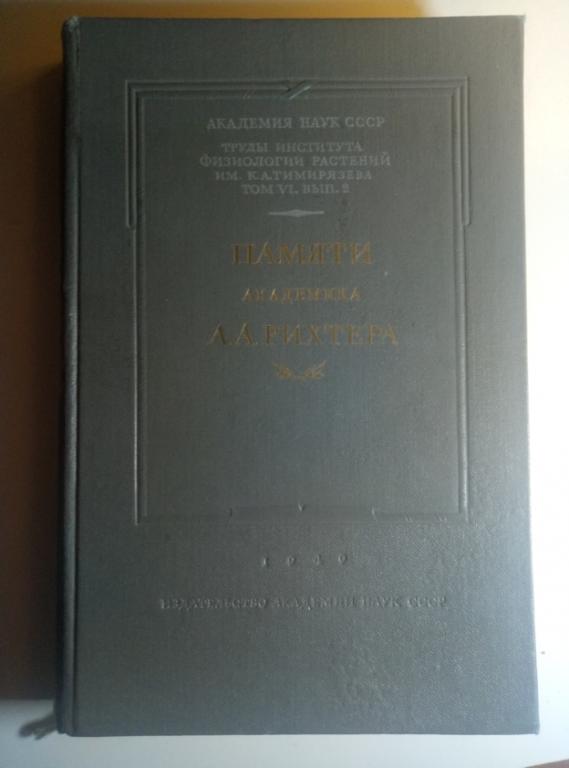 АКАДЕМИЯ НАУК СССР
ТРУДЫ ИНСТИТУТА
ФИЗИОЛОГИИ РАСТЕНИЙ
ИМ. К.А.ТИМИРЯЗЕВА
ТОМ VI, ВЫП. 2
ПАМЯТИ
АКАДЕМИКА
А.А.РИХТЕРА
1949
ИЗДАТЕЛЬСТВО АКАДЕМИИ НАУК СССР